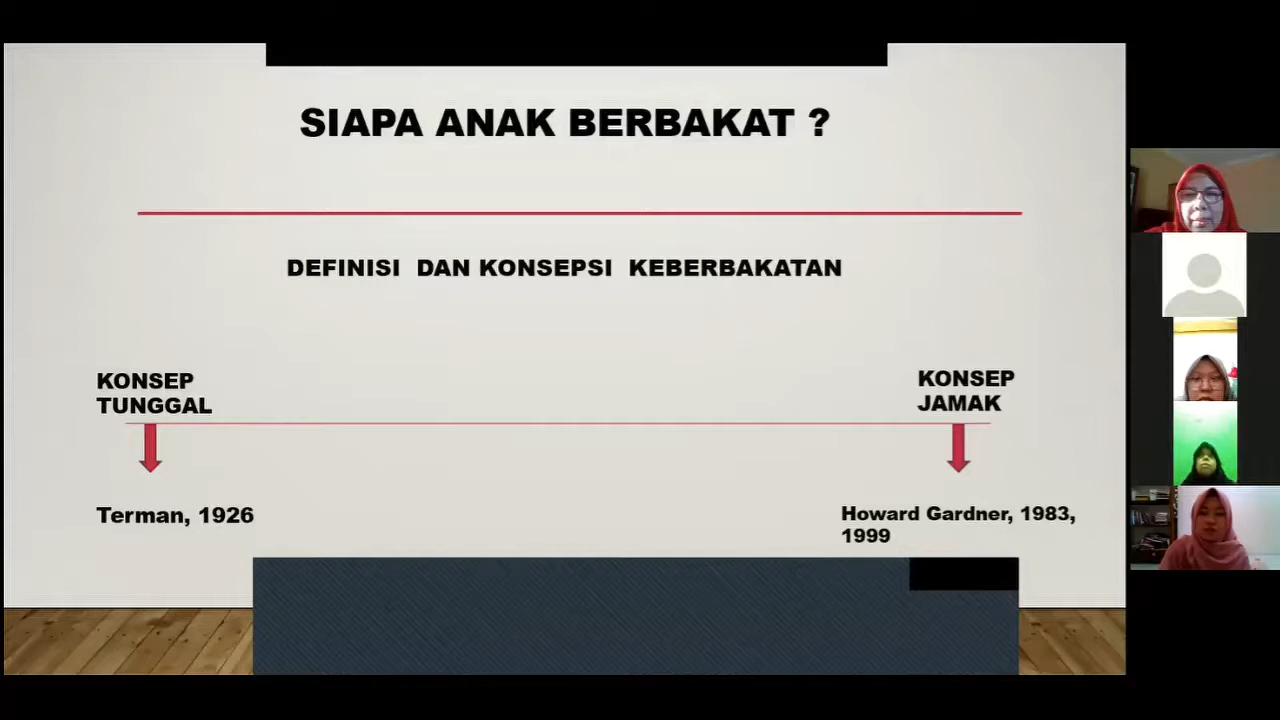 SIAPA ANAK BERBAKAT ?
DEFINISI DAN KONSEPSI KEBERBAKATAN
KONSEP
TUNGGAL
KONSEP
JAMAK
Terman, 1926
Howard Gardner, 1983,
1999